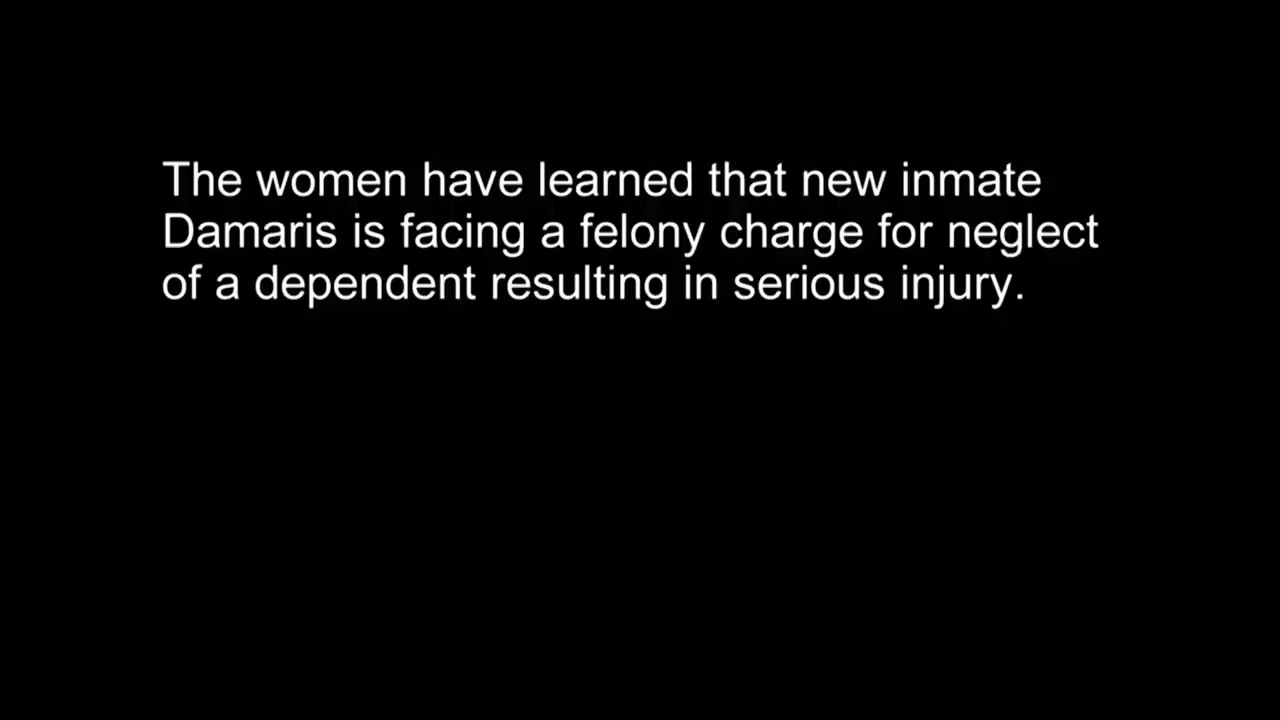 The women have learned that new inmate
Damaris is facing a felony charge for neglect
of a dependent resulting in serious injury.